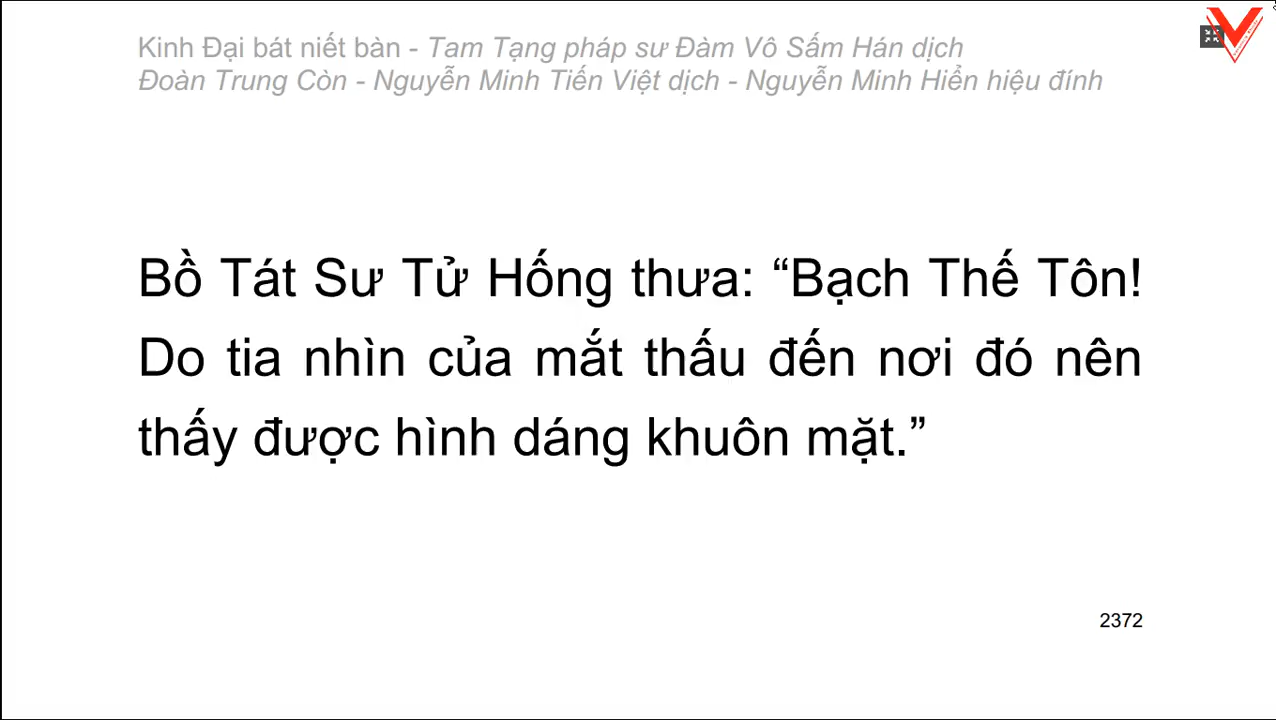 Kinh Đại bát niết bàn - Tam Tạng pháp sư Đàm Vô Sấm Hán dịch
Đoàn Trung Còn - Nguyễn Minh Tiến Việt dịch - Nguyễn Minh Hiển hiệu đính
Bồ Tát Sư Tử Hống thưa: “Bạch Thế Tôn!
Do tia nhìn của mắt thấu đến nơi đó nên
thấy được hình dáng khuôn mặt.”
2372